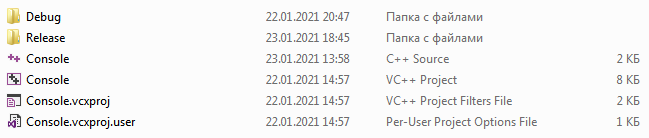 Debug 22.01.2021 20:47 Папка с файлами
Release 23.01.2021 18:45 Папка с файлами
Console 23.01.2021 13:58 C++ Source 2 КБ
Console 22.01.2021 14:57 VC++ Project 8 КБ
Console.vcxproj 22.01.2021 14:57 VC++ Project Filters File 2 КБ
Console.vcxproj.user 22.01.2021 14:57 Per-User Project Options File 1 КБ